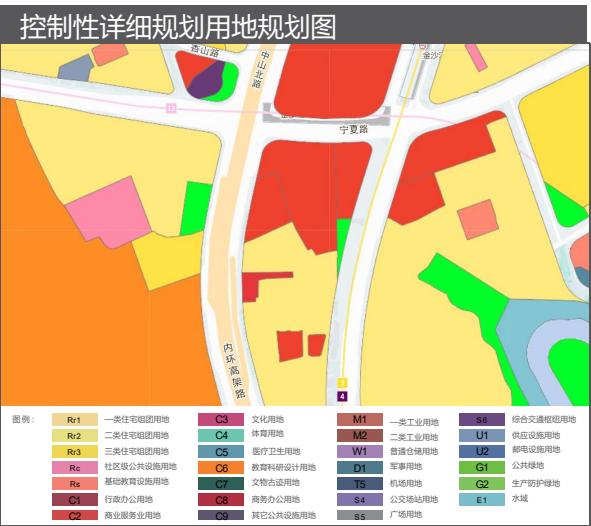 控制性详细规划用地规划图
香山路
中山北路
金沙江
13
宁夏路
内环高架路
3
4
图例：
Rr1 一类住宅组团用地
Rr2 二类住宅组团用地
Rr3 三类住宅组团用地
Rc 社区级公共设施用地
Rs 基础教育设施用地
C1 行政办公用地
C2 商业服务业用地
C3 文化用地
C4 体育用地
C5 医疗卫生用地
C6 教育科研设计用地
C7 文物古迹用地
C8 商务办公用地
C9 其它公共设施用地
M1 一类工业用地
M2 二类工业用地
W1 普通仓储用地
D1 军事用地
T5 机场用地
S4 公交场站用地
S5 广场用地
S6 综合交通枢纽用地
U1 供应设施用地
U2 邮电设施用地
G1 公共绿地
G2 生产防护绿地
E1 水域